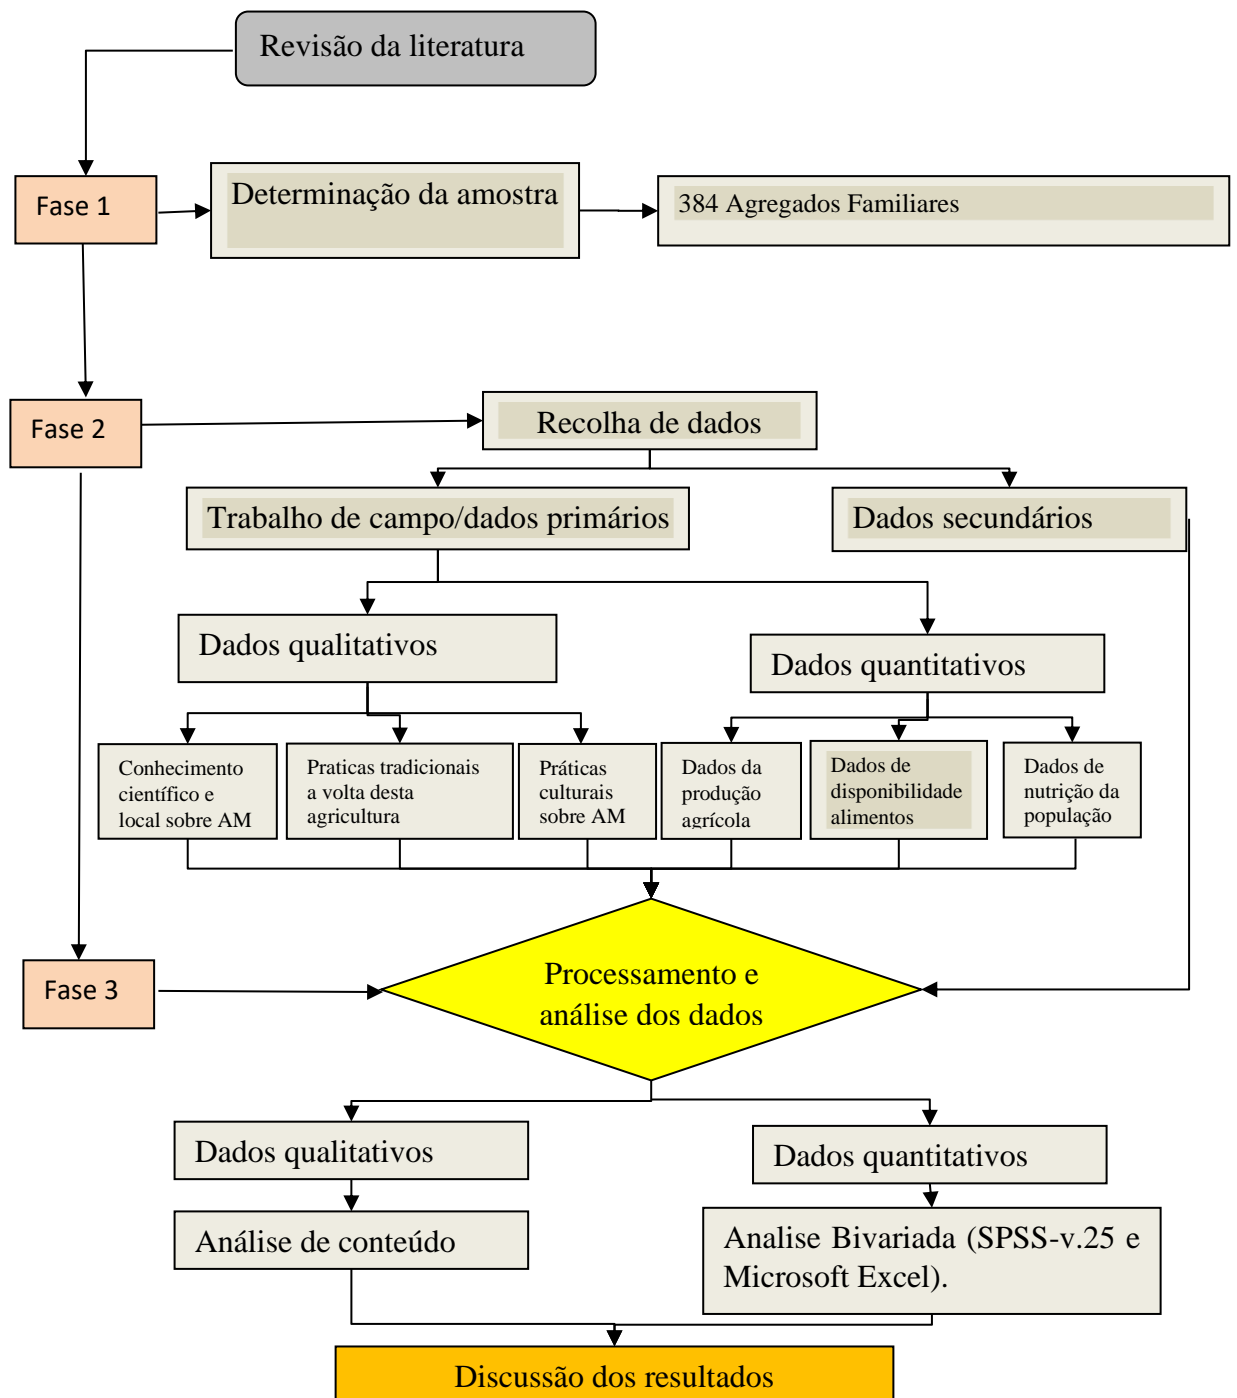 Revisão da literatura
Fase 1
Determinação da amostra
384 Agregados Familiares
Fase 2
Recolha de dados
Trabalho de campo/dados primários
Dados secundários
Dados qualitativos
Dados quantitativos
Conhecimento
científico e
local sobre AM
Praticas tradicionais
a volta desta
agricultura
Práticas
culturais
sobre AM
Dados da
produção
agrícola
Dados de
disponibilidade
alimentos
Dados de
nutrição da
população
Fase 3
Processamento e
análise dos dados
Dados qualitativos
Dados quantitativos
Análise de conteúdo
Analise Bivariada (SPSS-v.25 e
Microsoft Excel).
Discussão dos resultados